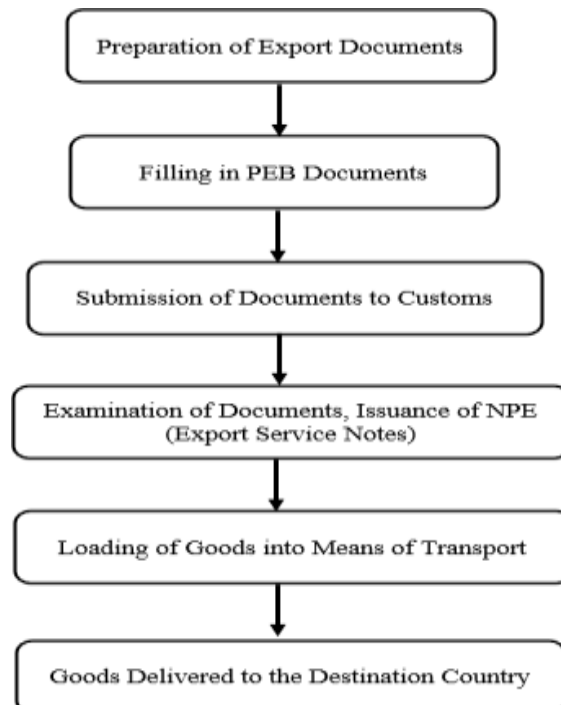 Preparation of Export Documents
Filling in PEB Documents
Submission of Documents to Customs
Examination of Documents, Issuance of NPE
(Export Service Notes)
Loading of Goods into Means of Transport
Goods Delivered to the Destination Country